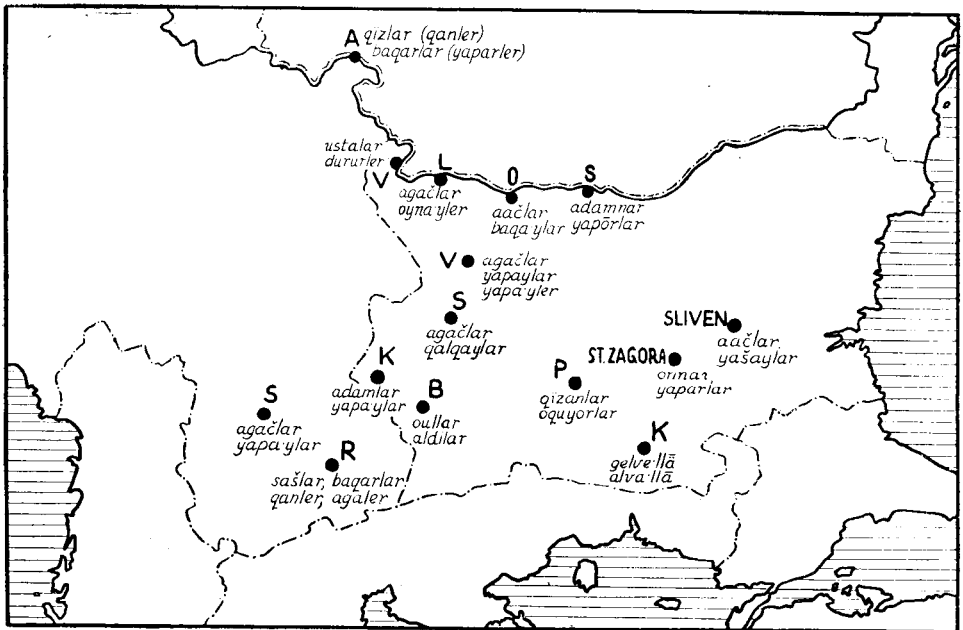 A
qizlar (qanler)
baqarlar (yaparler)
ustalar
dururler
V
L
agačlar
oyna·yler
O
aačlar
baqa·ylar
S
adamnar
yapōrlar
V
agačlar
yapaylar
yapa·yler
S
agačlar
qalqaylar
SLIVEN
aačlar
yašaylar
ST. ZAGORA
onnar
yaparlar
K
adamlar
yapa·ylar
B
oullar
aldilar
P
qizanlar
oquyorlar
S
agačlar
yapa·ylar
R
sašlar, baqarlar
qanler, agaler
K
gelve·llā
alva·llā